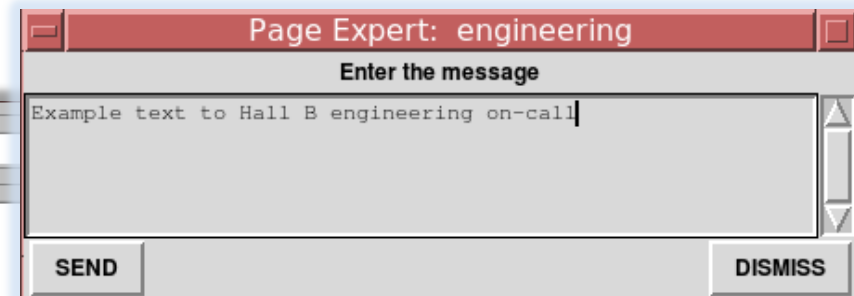 Page Expert: engineering
Enter the message
Example text to Hall B engineering on-call
SEND DISMISS